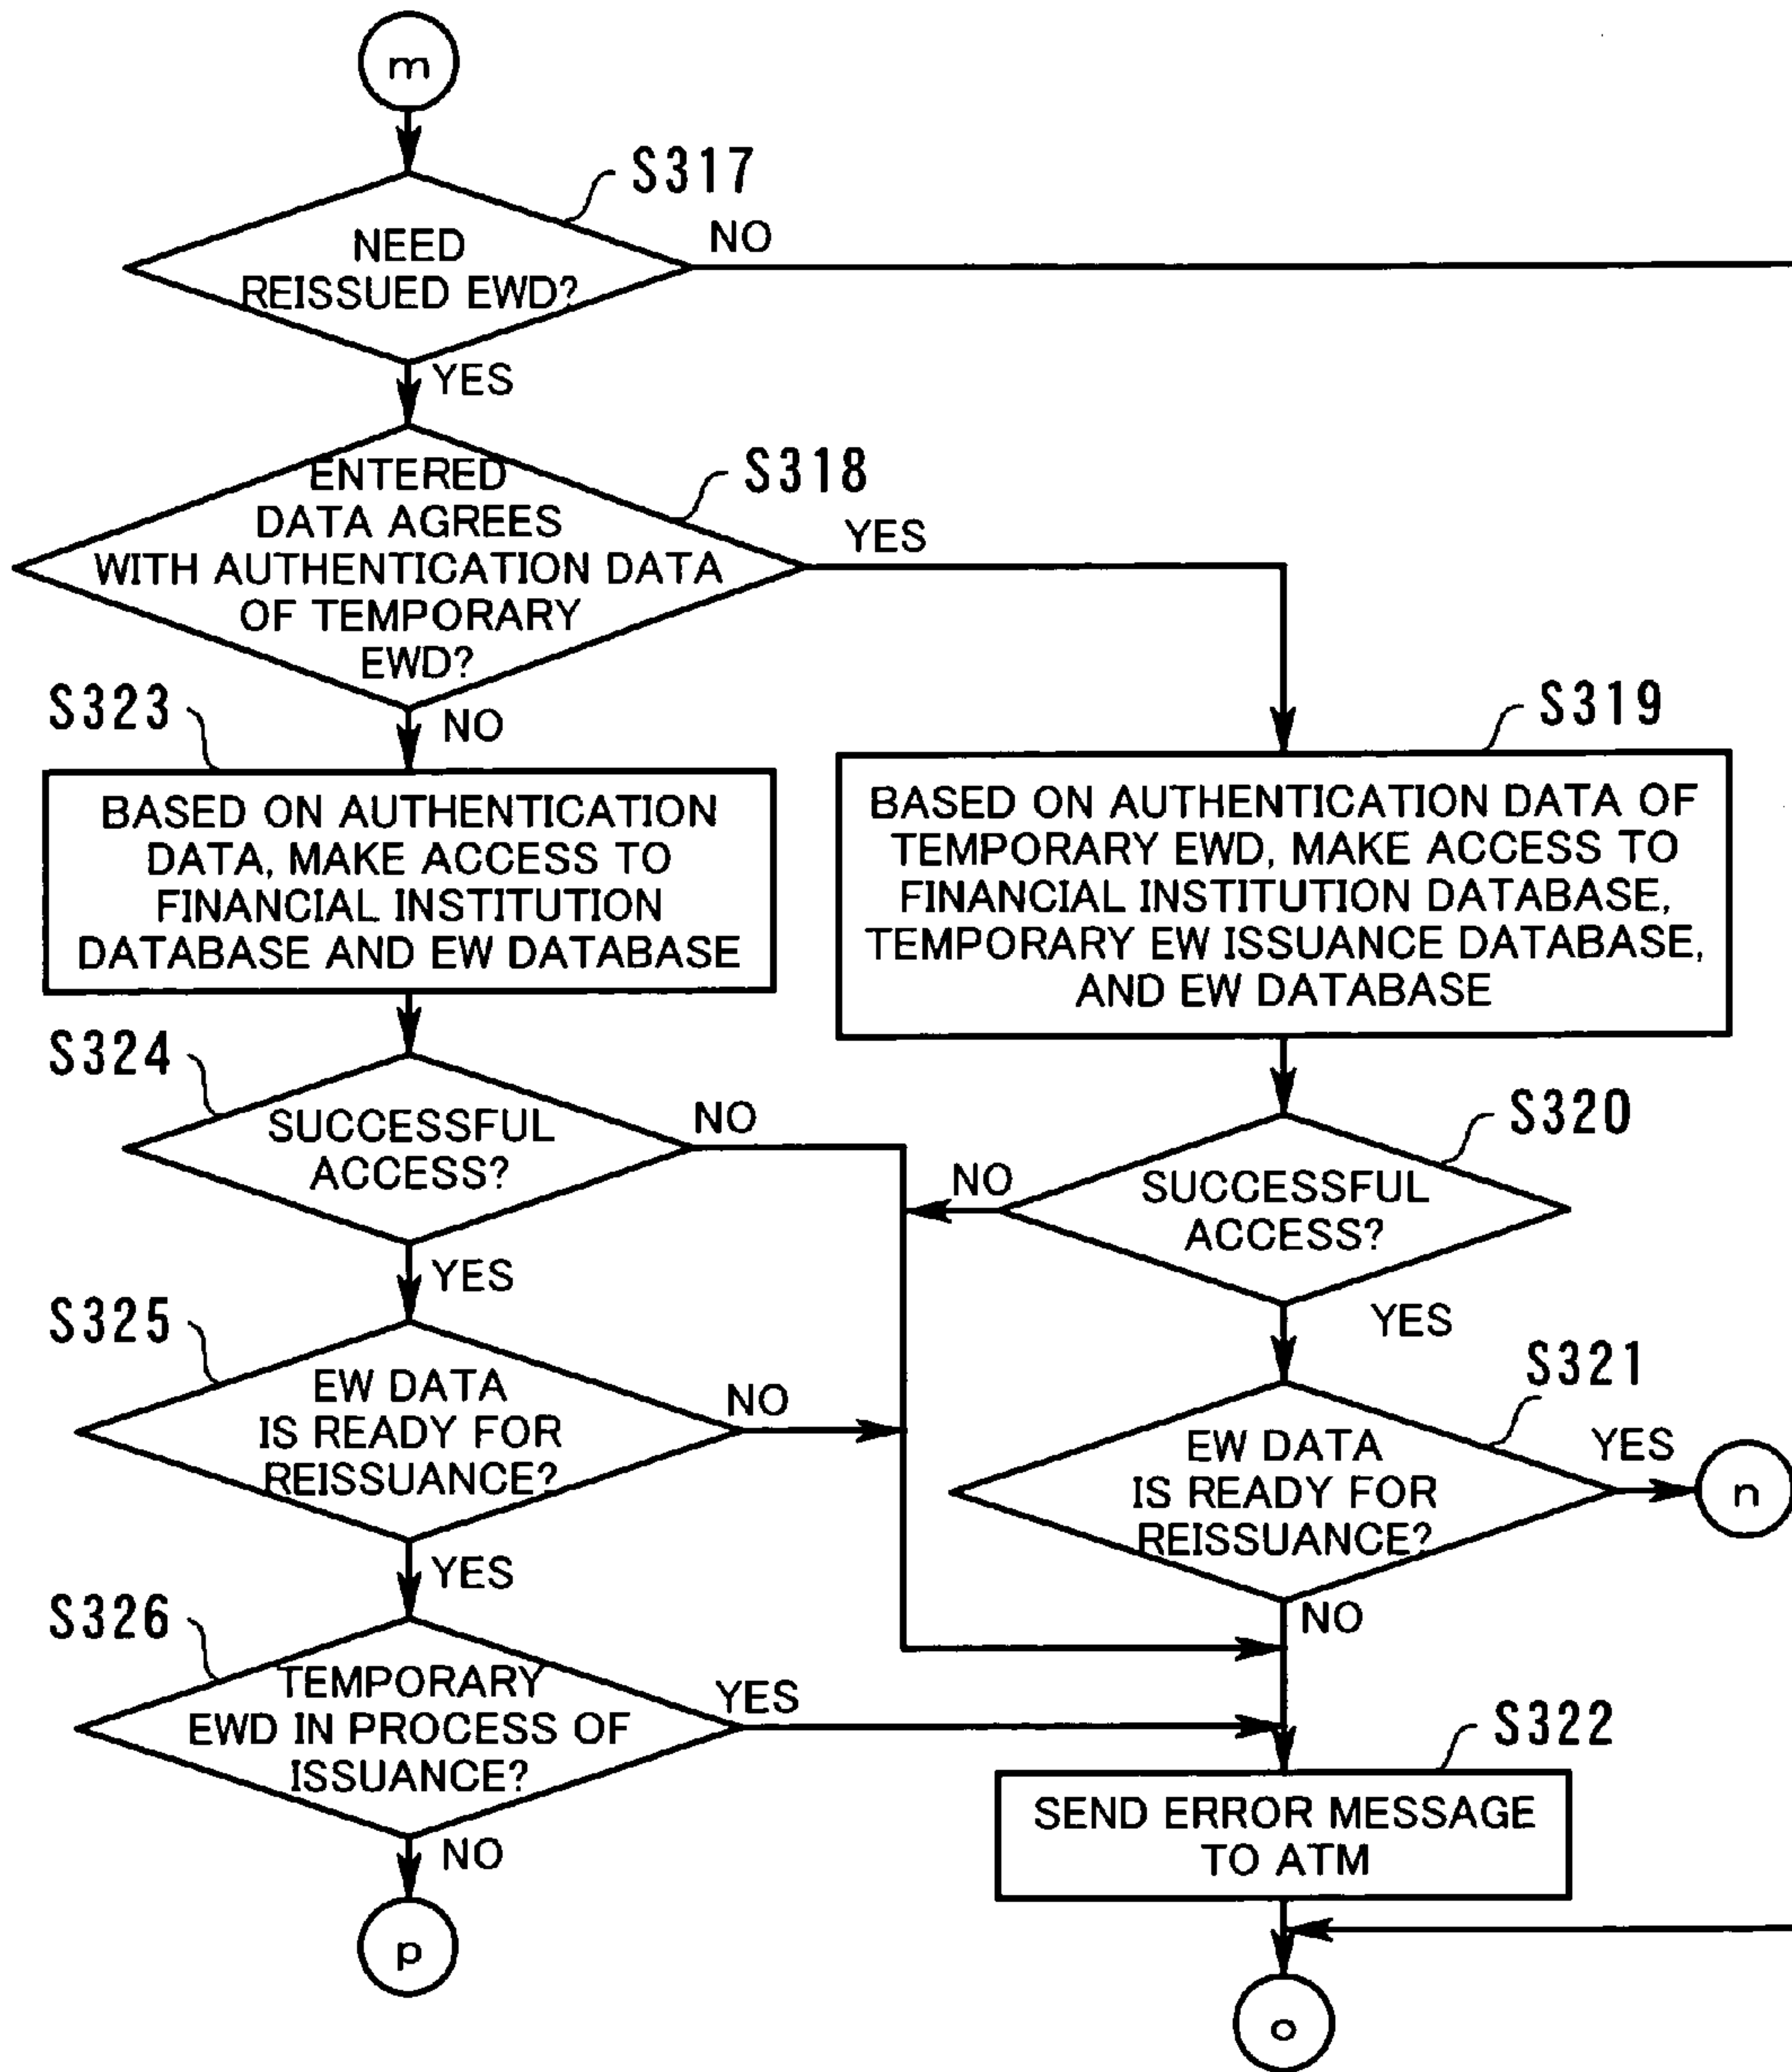 m
S317
NEED
REISSUED EWD?
NO
YES
S318
ENTERED
DATA AGREES
WITH AUTHENTICATION DATA
OF TEMPORARY
EWD?
YES
NO
S323
BASED ON AUTHENTICATION
DATA, MAKE ACCESS TO
FINANCIAL INSTITUTION
DATABASE AND EW DATABASE
S319
BASED ON AUTHENTICATION DATA OF
TEMPORARY EWD, MAKE ACCESS TO
FINANCIAL INSTITUTION DATABASE,
TEMPORARY EW ISSUANCE DATABASE,
AND EW DATABASE
S324
SUCCESSFUL
ACCESS?
NO
YES
S320
SUCCESSFUL
ACCESS?
NO
YES
S325
EW DATA
IS READY FOR
REISSUANCE?
NO
YES
S321
EW DATA
IS READY FOR
REISSUANCE?
YES
n
NO
S326
TEMPORARY
EWD IN PROCESS OF
ISSUANCE?
YES
NO
p
S322
SEND ERROR MESSAGE
TO ATM
o